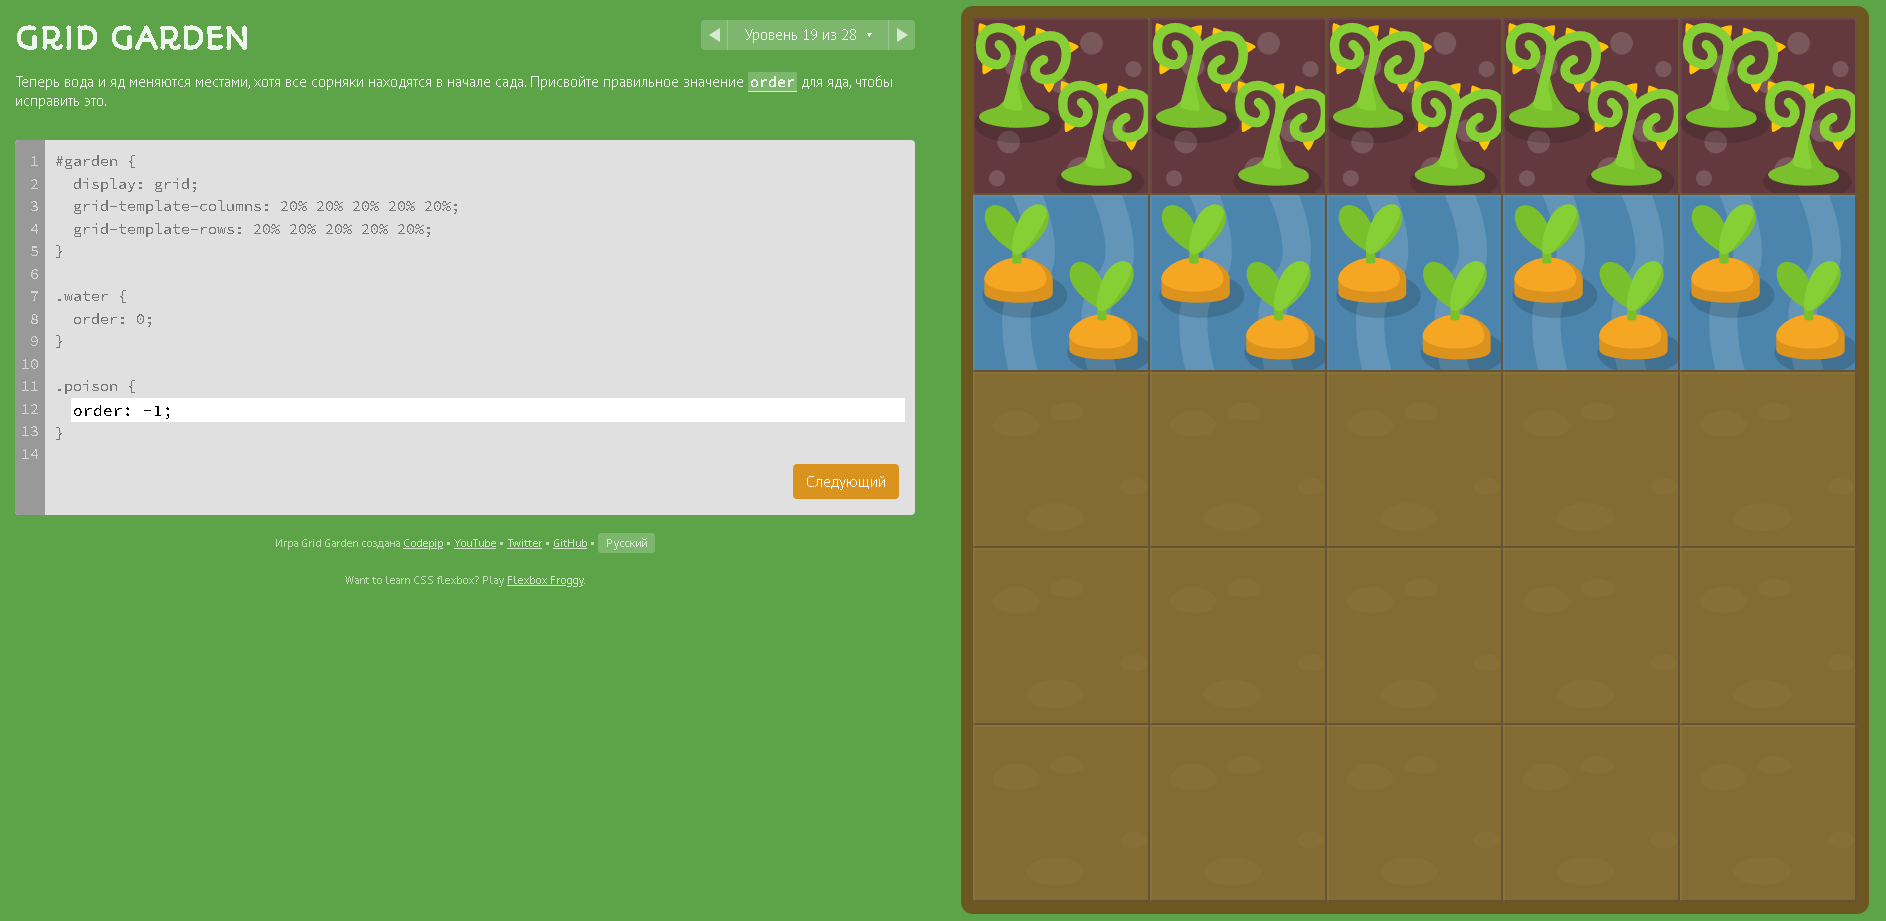 GRID GARDEN
Уровень 19 из 28
Теперь вода и яд меняются местами, хотя все сорняки находятся в начале сада. Присвойте правильное значение order для яда, чтобы
исправить это.
1 #garden {
2 display: grid;
3 grid-template-columns: 20% 20% 20% 20% 20%;
4 grid-template-rows: 20% 20% 20% 20% 20%;
5 }
6
7 .water {
8 order: 0;
9 }
10
11 .poison {
12 order: -1;
13 }
14
Следующий
Игра Grid Garden создана Codepip • YouTube • Twitter • GitHub • Русский
Want to learn CSS flexbox? Play Flexbox Froggy.